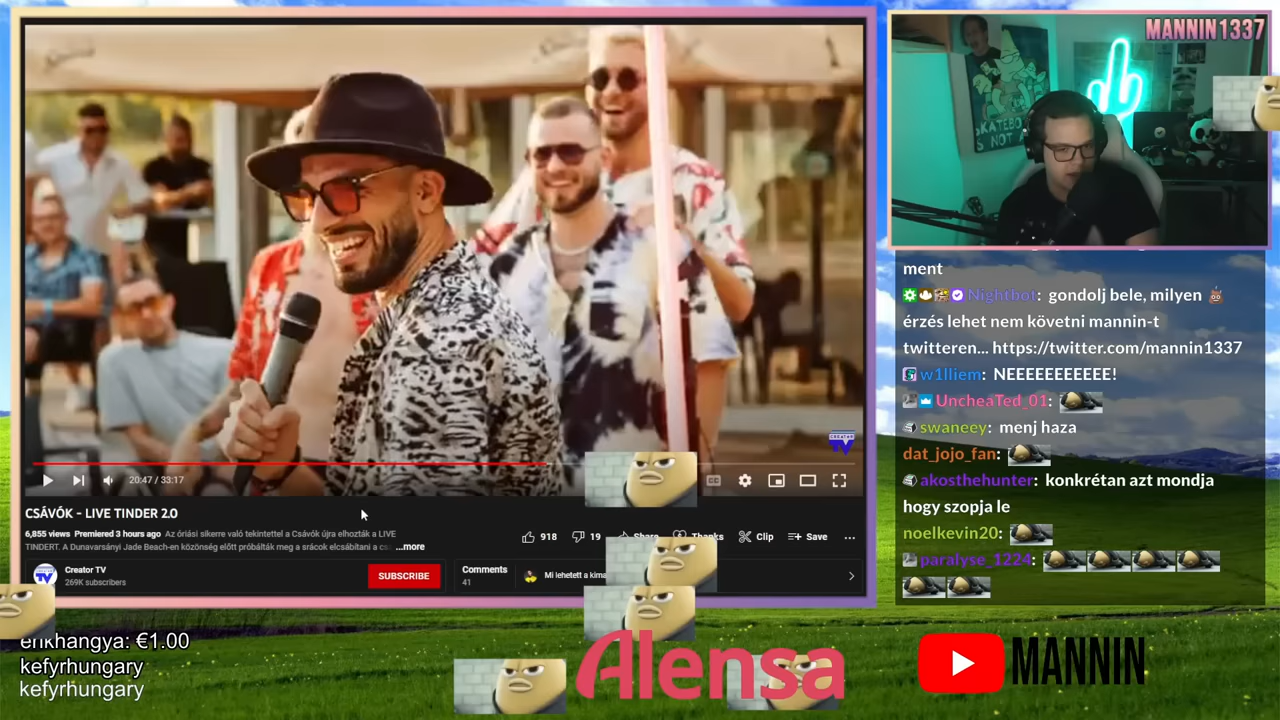 MANNIN1337
ment
Nightbot: gondolj bele, milyen 💩
érzés lehet nem követni mannin-t
twitteren... https://twitter.com/mannin1337
w1lliem: NEEEEEEEEEEE!
UncheaTed_01:
swaneey: menj haza
dat_jojo_fan:
akosthehunter: konkrétan azt mondja
hogy szopja le
noelkevin20:
paralyse_1224:
CREATOR
TV
20:47 / 33:17
CSÁVÓK - LIVE TINDER 2.0
6,855 views Premiered 3 hours ago Az óriási sikerre való tekintettel a Csávók újra elhozták a LIVE
TINDERT. A Dunavarsányi Jade Beach-en közönség előtt próbálták meg a srácok elcsábítani a ...more
918 19 Share Thanks Clip Save
Creator TV
269K subscribers
SUBSCRIBE
Comments
41
Mi lehetett a
enkhangya: €1.00
kefyrhungary
kefyrhungary
Alensa
MANNIN